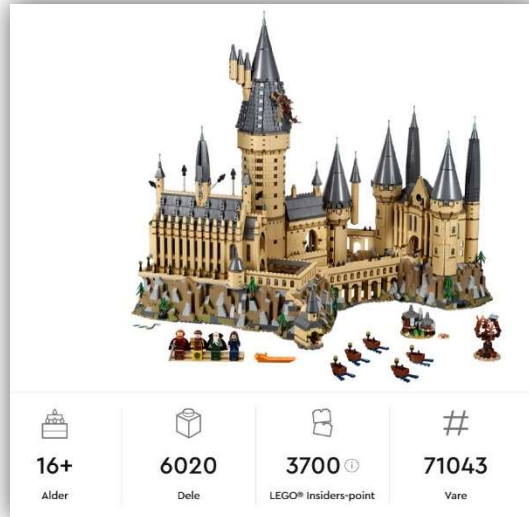 16+
Alder
6020
Dele
3700
LEGO® Insiders-point
#
71043
Vare